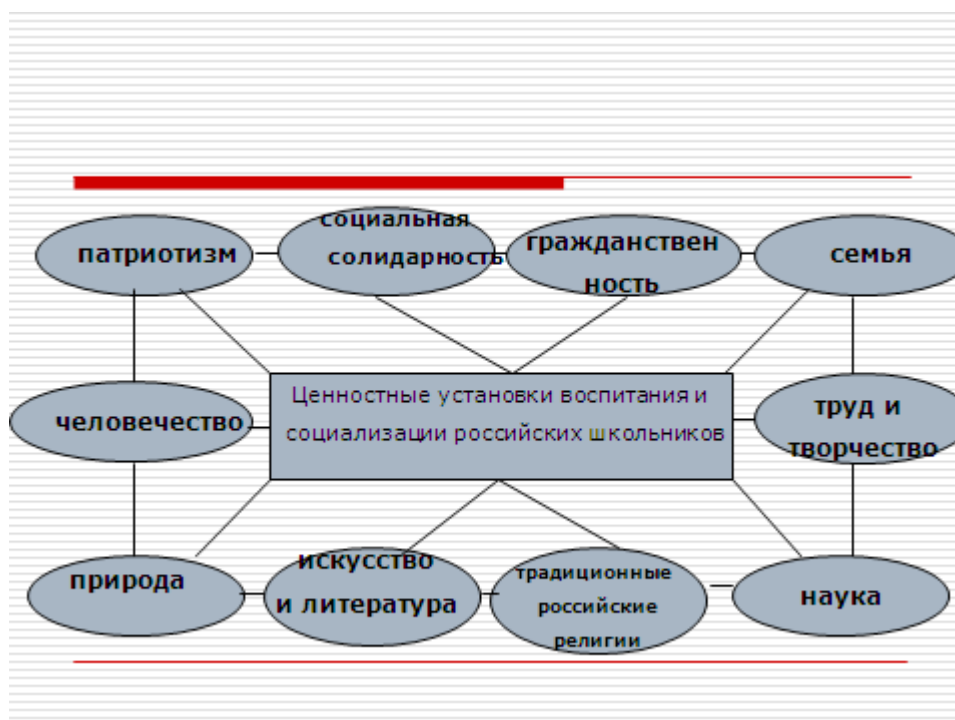 патриотизм
социальная
солидарность
гражданствен
ность
семья
человечество
Ценностные установки воспитания и
социализации российских школьников
труд и
творчество
природа
искусство
и литература
традиционные
российские
религии
наука